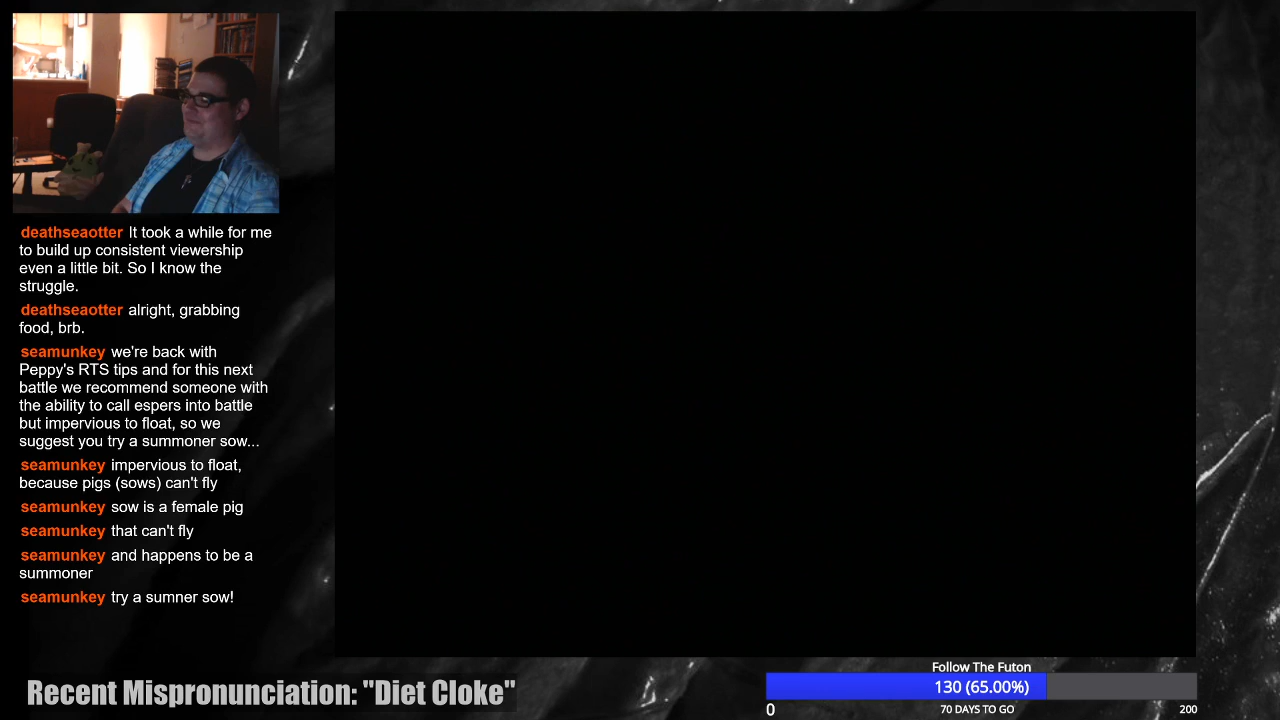 deathseaotter It took a while for me
to build up consistent viewership
even a little bit. So I know the
struggle.
deathseaotter alright, grabbing
food, brb.
seamunkey we're back with
Peppy's RTS tips and for this next
battle we recommend someone with
the ability to call espers into battle
but impervious to float, so we
suggest you try a summoner sow...
seamunkey impervious to float,
because pigs (sows) can't fly
seamunkey sow is a female pig
seamunkey that can't fly
seamunkey and happens to be a
summoner
seamunkey try a sumner sow!
Recent Mispronunciation: "Diet Cloke"
Follow The Futon
130 (65.00%)
0 70 DAYS TO GO 200